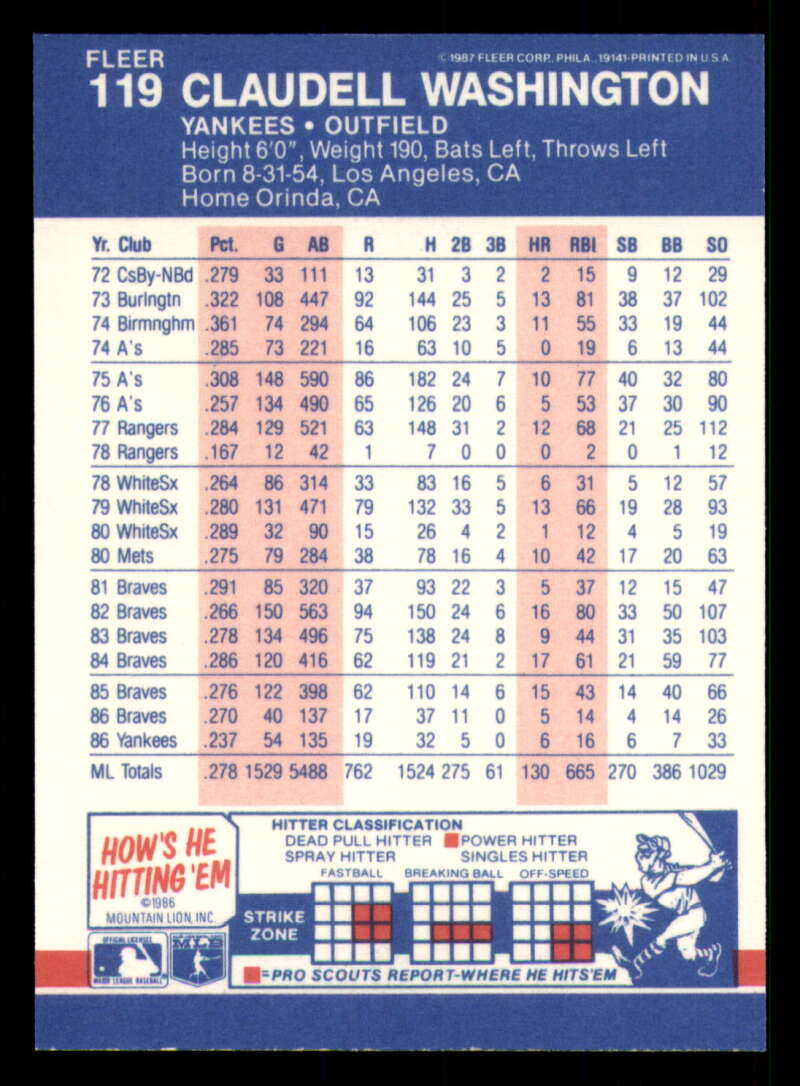 FLEER
©1987 FLEER CORP., PHILA., 19141-PRINTED IN U.S.A.
119 CLAUDELL WASHINGTON
YANKEES • OUTFIELD
Height 6'0", Weight 190, Bats Left, Throws Left
Born 8-31-54, Los Angeles, CA
Home Orinda, CA
Yr. Club Pct. G AB R H 2B 3B HR RBI SB BB SO
72 CsBy-NBd .279 33 111 13 31 3 2 2 15 9 12 29
73 Burlngtn .322 108 447 92 144 25 5 13 81 38 37 102
74 Birmnghm .361 74 294 64 106 23 3 11 55 33 19 44
74 A's .285 73 221 16 63 10 5 0 19 6 13 44
75 A's .308 148 590 86 182 24 7 10 77 40 32 80
76 A's .257 134 490 65 126 20 6 5 53 37 30 90
77 Rangers .284 129 521 63 148 31 2 12 68 21 25 112
78 Rangers .167 12 42 1 7 0 0 0 2 0 1 12
78 WhiteSx .264 86 314 33 83 16 5 6 31 5 12 57
79 WhiteSx .280 131 471 79 132 33 5 13 66 19 28 93
80 WhiteSx .289 32 90 15 26 4 2 1 12 4 5 19
80 Mets .275 79 284 38 78 16 4 10 42 17 20 63
81 Braves .291 85 320 37 93 22 3 5 37 12 15 47
82 Braves .266 150 563 94 150 24 6 16 80 33 50 107
83 Braves .278 134 496 75 138 24 8 9 44 31 35 103
84 Braves .286 120 416 62 119 21 2 17 61 21 59 77
85 Braves .276 122 398 62 110 14 6 15 43 14 40 66
86 Braves .270 40 137 17 37 11 0 5 14 4 14 26
86 Yankees .237 54 135 19 32 5 0 6 16 6 7 33
ML Totals .278 1529 5488 762 1524 275 61 130 665 270 386 1029
HOW'S HE
HITTING 'EM
©1986
MOUNTAIN LION, INC.
OFFICIAL LICENSEE
MAJOR LEAGUE BASEBALL
MLB
HITTER CLASSIFICATION
DEAD PULL HITTER POWER HITTER
SPRAY HITTER SINGLES HITTER
FASTBALL BREAKING BALL OFF-SPEED
STRIKE
ZONE
=PRO SCOUTS REPORT-WHERE HE HITS'EM